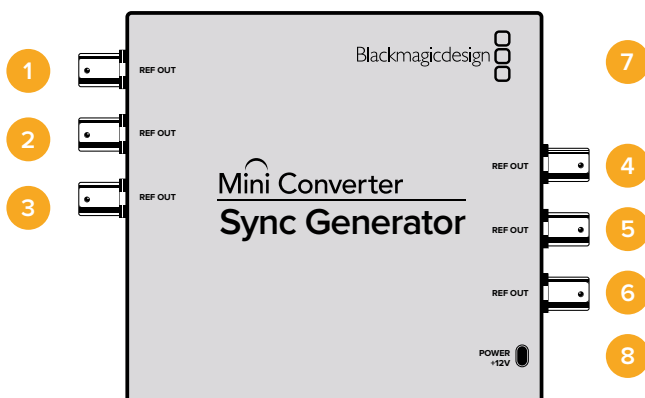 Blackmagicdesign
1
REF OUT
7
2
REF OUT
REF OUT
4
3
REF OUT
Mini Converter
Sync Generator
REF OUT
5
REF OUT
6
POWER
+12V
8